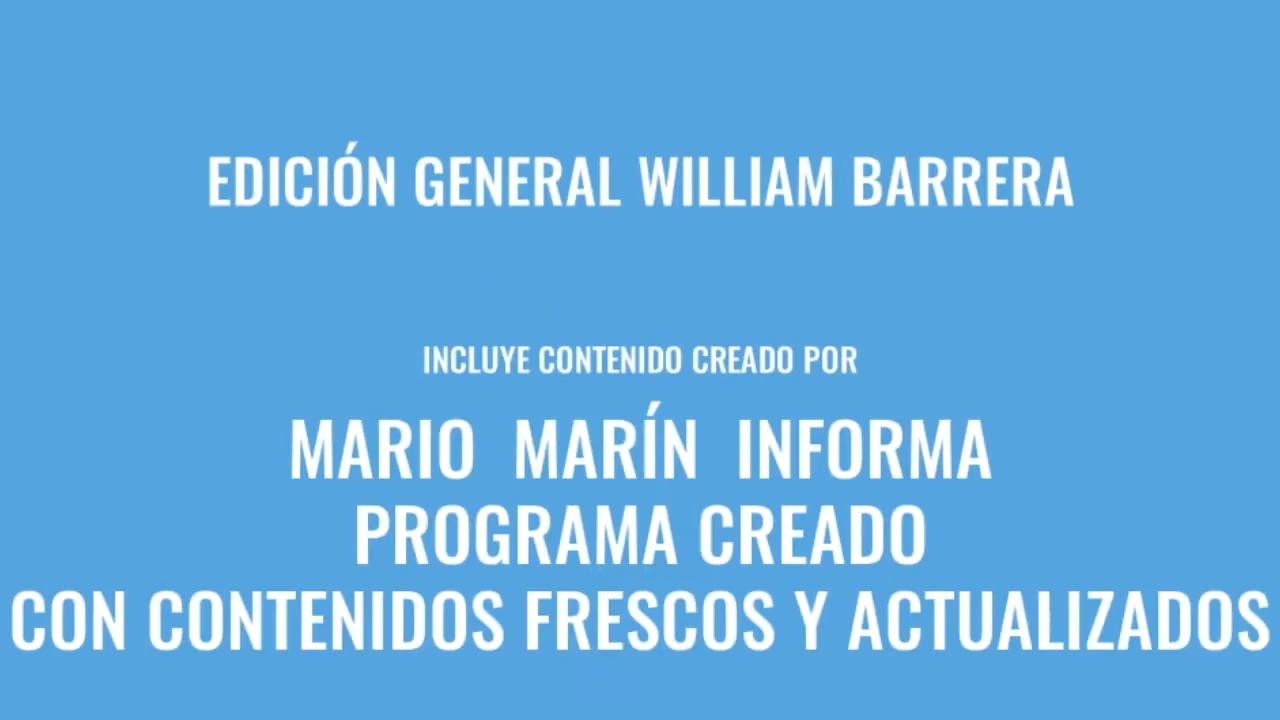 EDICIÓN GENERAL WILLIAM BARRERA
INCLUYE CONTENIDO CREADO POR
MARIO MARÍN INFORMA
PROGRAMA CREADO
CON CONTENIDOS FRESCOS Y ACTUALIZADOS